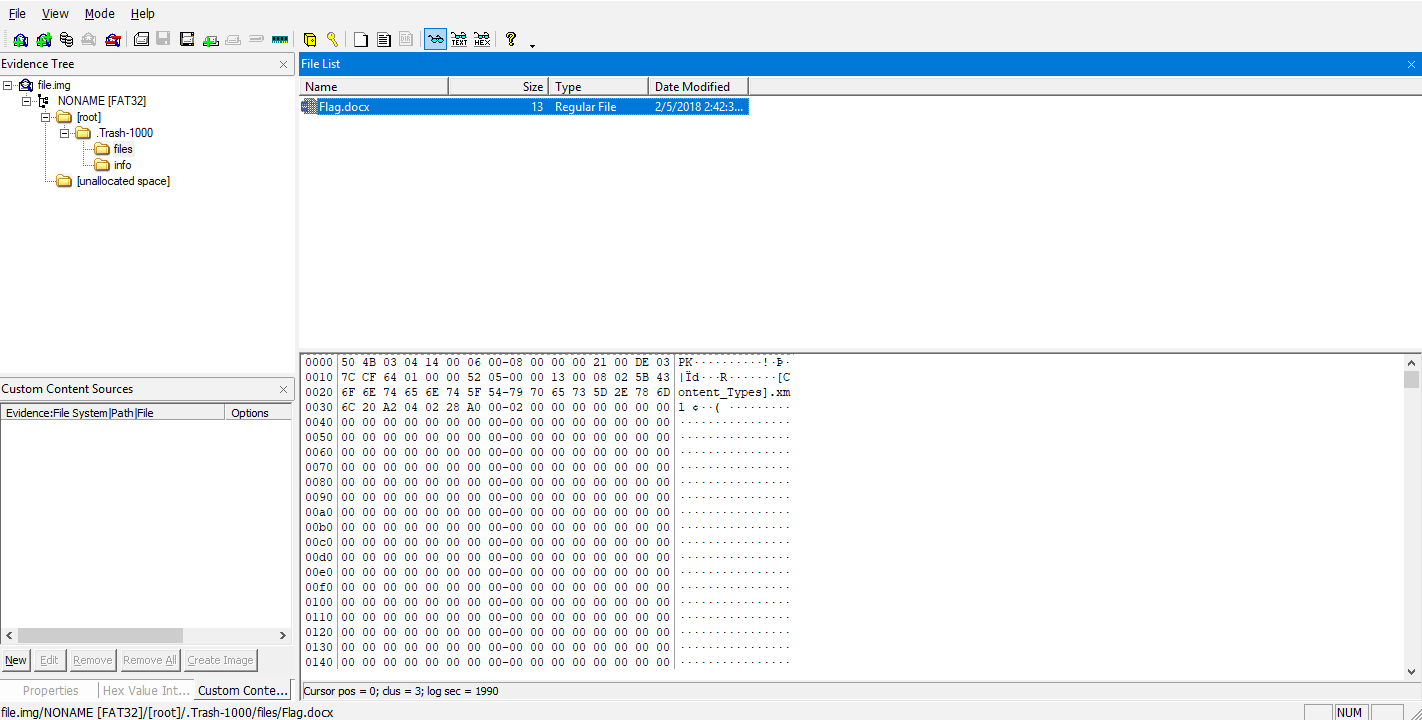 File View Mode Help
Evidence Tree
file.img
NONAME [FAT32]
[root]
.Trash-1000
files
info
[unallocated space]
Custom Content Sources
Evidence:File System|Path|File Options
New Edit Remove Remove All Create Image
Properties Hex Value Int... Custom Conte...
File List
Name Size Type Date Modified
Flag.docx 13 Regular File 2/5/2018 2:42:3...
0000 50 4B 03 04 14 00 06 00-08 00 00 00 21 00 DE 03 PK··········!·Þ·
0010 7C CF 64 01 00 00 52 05-00 00 13 00 08 02 5B 43 |Ïd···R·······[C
0020 6F 6E 74 65 6E 74 5F 54-79 70 65 73 5D 2E 78 6D ontent_Types].xm
0030 6C 20 A2 04 02 28 A0 00-02 00 00 00 00 00 00 00 l ¢··( ·········
0040 00 00 00 00 00 00 00 00-00 00 00 00 00 00 00 00 ················
0050 00 00 00 00 00 00 00 00-00 00 00 00 00 00 00 00 ················
0060 00 00 00 00 00 00 00 00-00 00 00 00 00 00 00 00 ················
0070 00 00 00 00 00 00 00 00-00 00 00 00 00 00 00 00 ················
0080 00 00 00 00 00 00 00 00-00 00 00 00 00 00 00 00 ················
0090 00 00 00 00 00 00 00 00-00 00 00 00 00 00 00 00 ················
00a0 00 00 00 00 00 00 00 00-00 00 00 00 00 00 00 00 ················
00b0 00 00 00 00 00 00 00 00-00 00 00 00 00 00 00 00 ················
00c0 00 00 00 00 00 00 00 00-00 00 00 00 00 00 00 00 ················
00d0 00 00 00 00 00 00 00 00-00 00 00 00 00 00 00 00 ················
00e0 00 00 00 00 00 00 00 00-00 00 00 00 00 00 00 00 ················
00f0 00 00 00 00 00 00 00 00-00 00 00 00 00 00 00 00 ················
0100 00 00 00 00 00 00 00 00-00 00 00 00 00 00 00 00 ················
0110 00 00 00 00 00 00 00 00-00 00 00 00 00 00 00 00 ················
0120 00 00 00 00 00 00 00 00-00 00 00 00 00 00 00 00 ················
0130 00 00 00 00 00 00 00 00-00 00 00 00 00 00 00 00 ················
0140 00 00 00 00 00 00 00 00-00 00 00 00 00 00 00 00 ················
Cursor pos = 0; clus = 3; log sec = 1990
file.img/NONAME [FAT32]/[root]/.Trash-1000/files/Flag.docx NUM